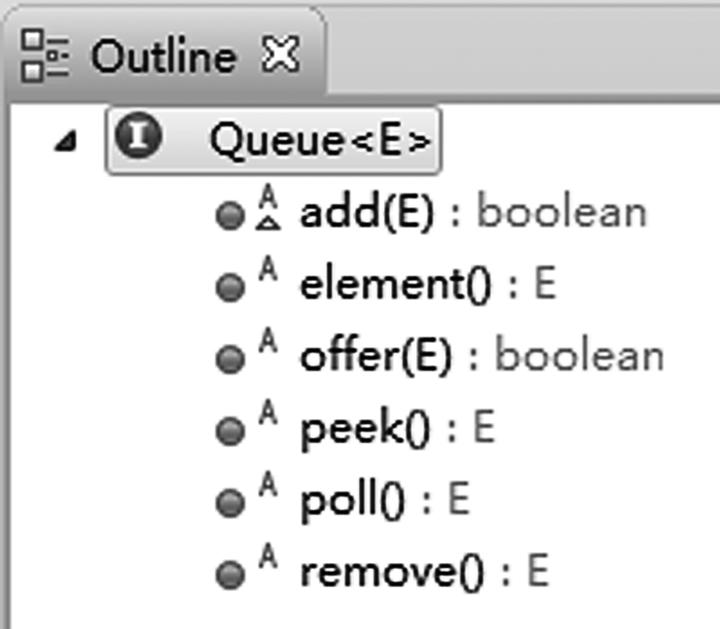 Outline
I Queue<E>
A add(E) : boolean
A element() : E
A offer(E) : boolean
A peek() : E
A poll() : E
A remove() : E